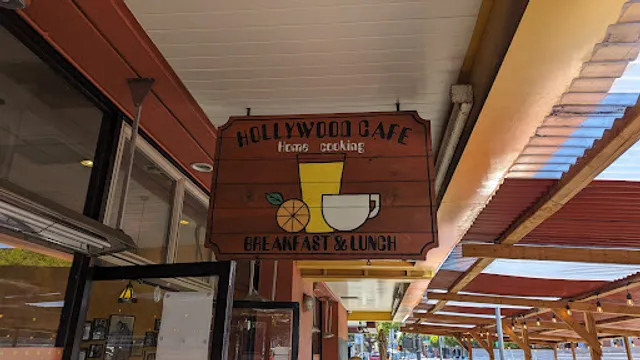 HOLLYWOOD CAFE
Home cooking
BREAKFAST & LUNCH